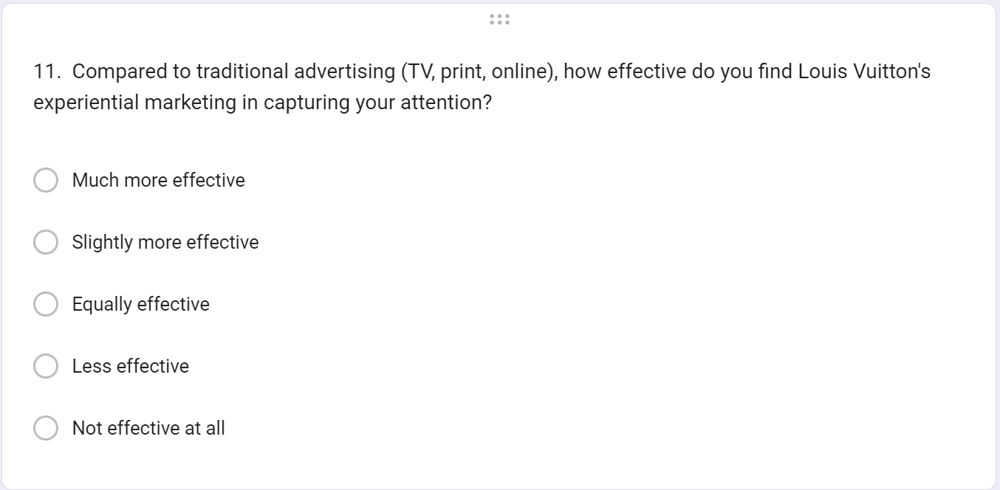 11. Compared to traditional advertising (TV, print, online), how effective do you find Louis Vuitton's
experiential marketing in capturing your attention?
Much more effective
Slightly more effective
Equally effective
Less effective
Not effective at all